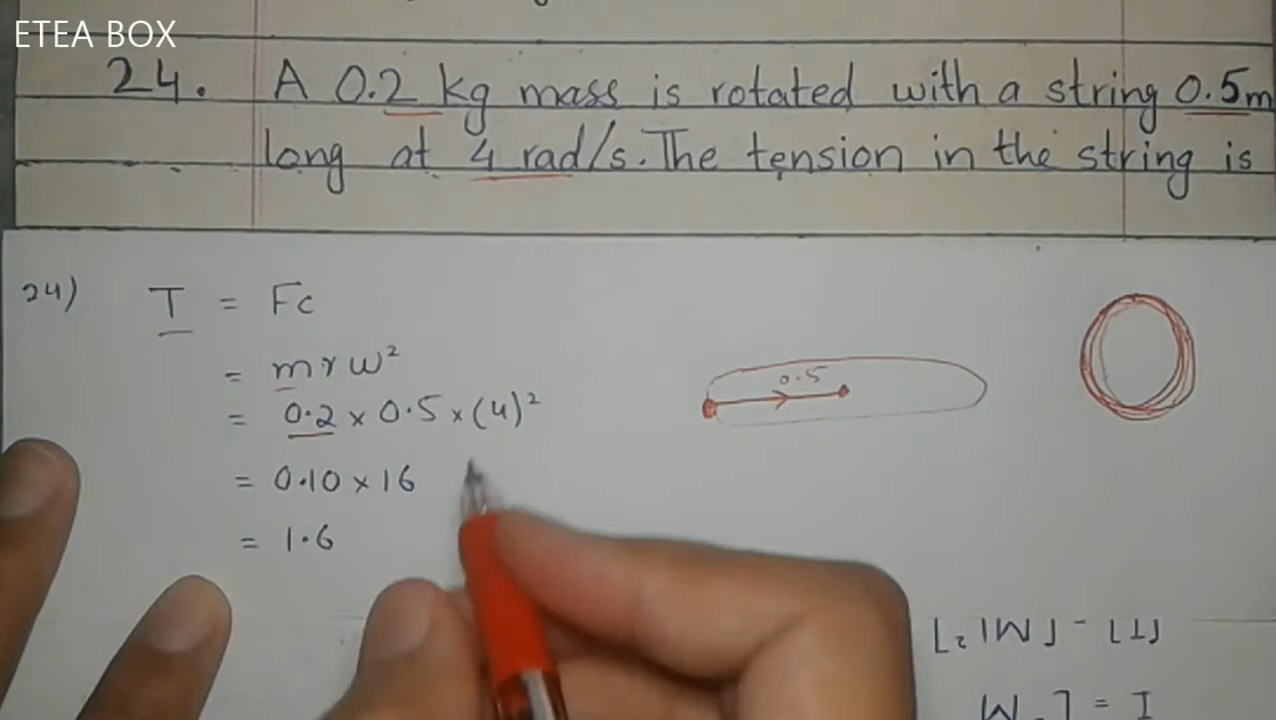 ETEA BOX
24. A 0.2 kg mass is rotated with a string 0.5m
long at 4 rad/s. The tension in the string is
24) T = Fc
= m r w²
= 0.2 × 0.5 × (4)²
= 0.10 × 16
= 1.6
0.5